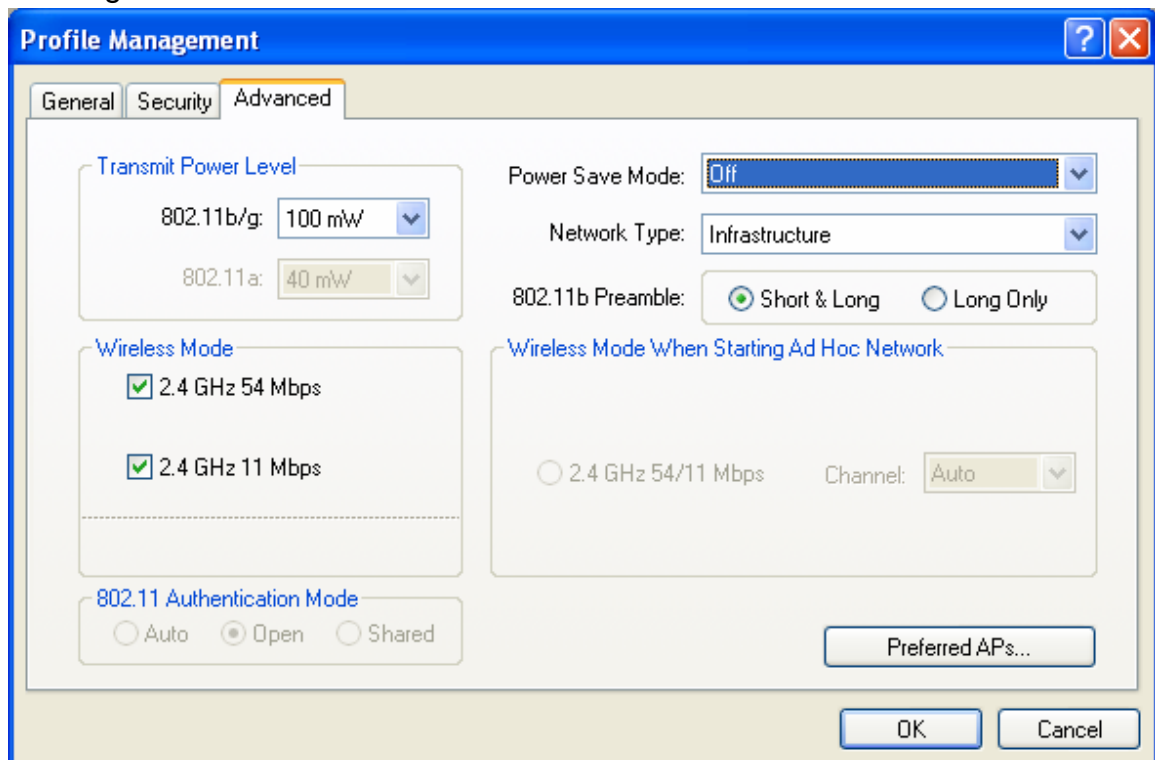 Profile Management
General Security Advanced
Transmit Power Level
802.11b/g: 100 mW
802.11a: 40 mW
Power Save Mode: Off
Network Type: Infrastructure
802.11b Preamble: Short & Long Long Only
Wireless Mode
2.4 GHz 54 Mbps
2.4 GHz 11 Mbps
Wireless Mode When Starting Ad Hoc Network
2.4 GHz 54/11 Mbps Channel: Auto
802.11 Authentication Mode
Auto Open Shared
Preferred APs...
OK Cancel